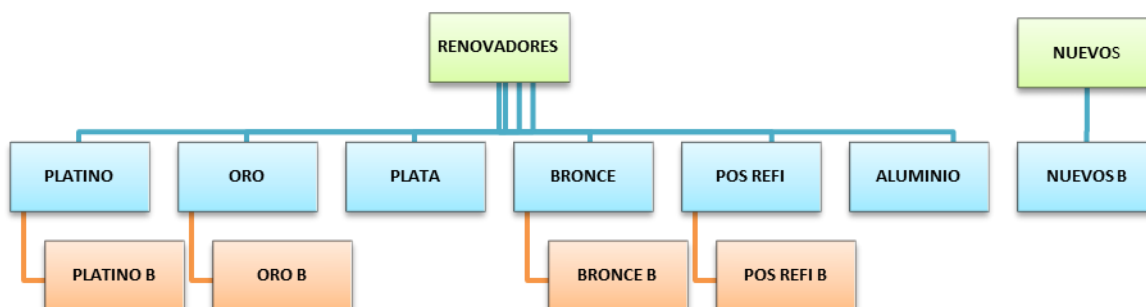 RENOVADORES
NUEVOS
PLATINO
ORO
PLATA
BRONCE
POS REFI
ALUMINIO
NUEVOS B
PLATINO B
ORO B
BRONCE B
POS REFI B